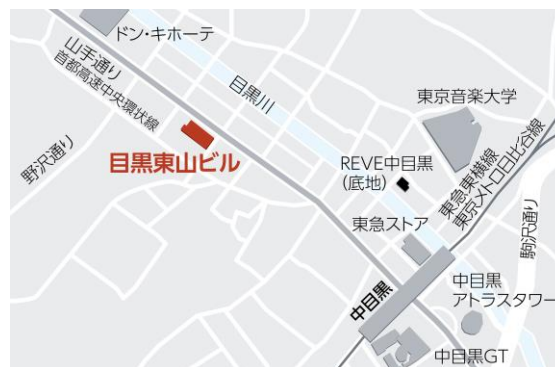 ドン・キホーテ
山手通り
首都高速中央環状線
目黒川
東京音楽大学
野沢通り
目黒東山ビル
REVE中目黒
(底地)
東急東横線
東京メトロ日比谷線
東急ストア
駒沢通り
中目黒
中目黒
アトラスタワー
中目黒GT